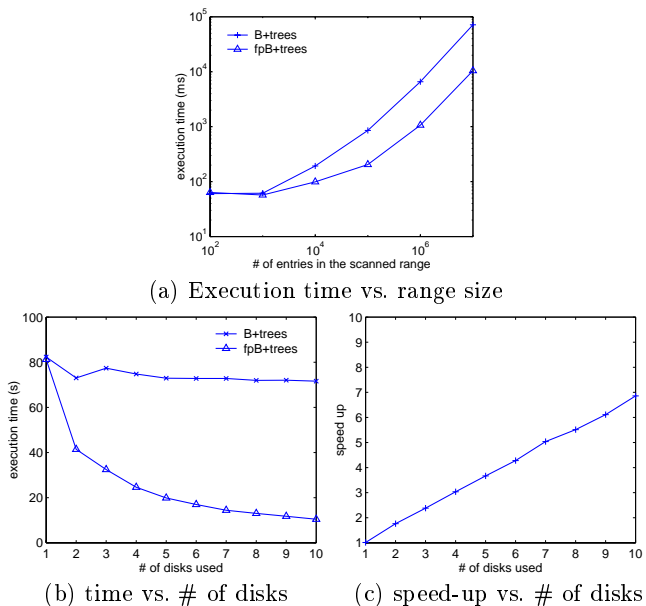 10^5
10^4
10^3
10^2
10^1
execution time (ms)
B+trees
fpB+trees
10^2
10^4
10^6
# of entries in the scanned range
(a) Execution time vs. range size
100
80
60
40
20
0
execution time (s)
B+trees
fpB+trees
1 2 3 4 5 6 7 8 9 10
# of disks used
(b) time vs. # of disks
10
9
8
7
6
5
4
3
2
1
speed up
1 2 3 4 5 6 7 8 9 10
# of disks used
(c) speed-up vs. # of disks